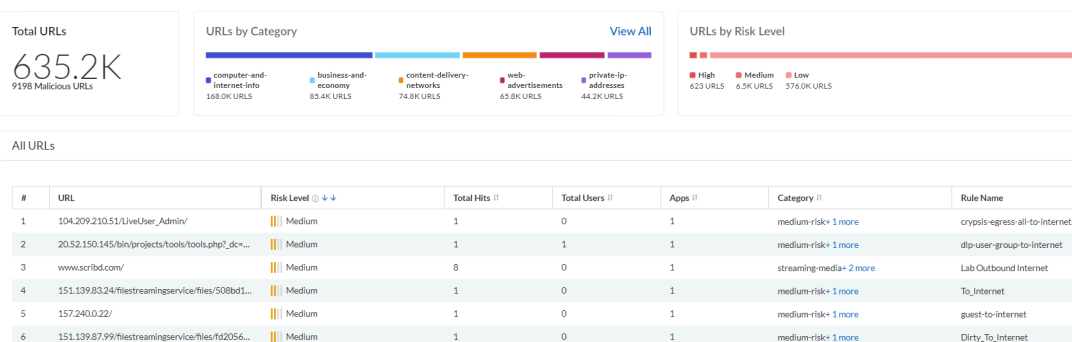 Total URLs
635.2K
9198 Malicious URLs
URLs by Category
View All
computer-and-internet-info
168.0K URLS
business-and-economy
85.4K URLS
content-delivery-networks
74.8K URLS
web-advertisements
65.8K URLS
private-ip-addresses
44.2K URLS
URLs by Risk Level
High
623 URLS
Medium
6.5K URLS
Low
576.0K URLS
All URLs
# URL Risk Level Total Hits Total Users Apps Category Rule Name
1 104.209.210.51/LiveUser_Admin/ Medium 1 0 1 medium-risk+ 1 more crypsis-egress-all-to-internet
2 20.52.150.145/bin/projects/tools/tools.php?_dc=... Medium 1 1 1 medium-risk+ 1 more dlp-user-group-to-internet
3 www.scribd.com/ Medium 8 0 1 streaming-media+ 2 more Lab Outbound Internet
4 151.139.83.24/filestreamingservice/files/508bd1... Medium 1 0 1 medium-risk+ 1 more To_Internet
5 157.240.0.22/ Medium 1 0 1 medium-risk+ 1 more guest-to-internet
6 151.139.87.99/filestreamingservice/files/fd2056... Medium 1 0 1 medium-risk+ 1 more Dirty_To_Internet